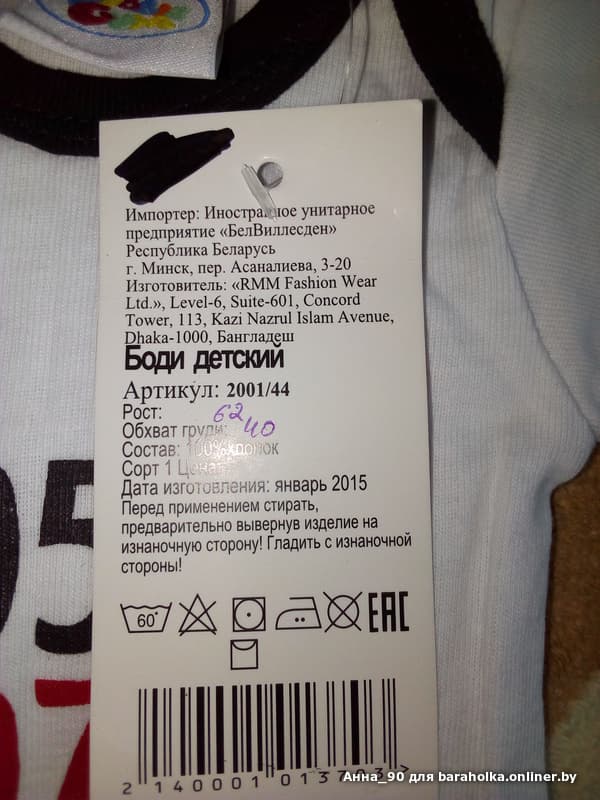 Импортер: Иностранное унитарное
предприятие «БелВиллесден»
Республика Беларусь
г. Минск, пер. Асаналиева, 3-20
Изготовитель: «RMM Fashion Wear
Ltd.», Level-6, Suite-601, Concord
Tower, 113, Kazi Nazrul Islam Avenue,
Dhaka-1000, Бангладеш
Боди детский
Артикул: 2001/44
Рост: 62
Обхват груди: 40
Состав: 100% хлопок
Сорт 1 Цена
Дата изготовления: январь 2015
Перед применением стирать,
предварительно вывернув изделие на
изнаночную сторону! Гладить с изнаночной
стороны!
60° EAC
05
07
2 140001 013
Анна_90 для baraholka.onliner.by